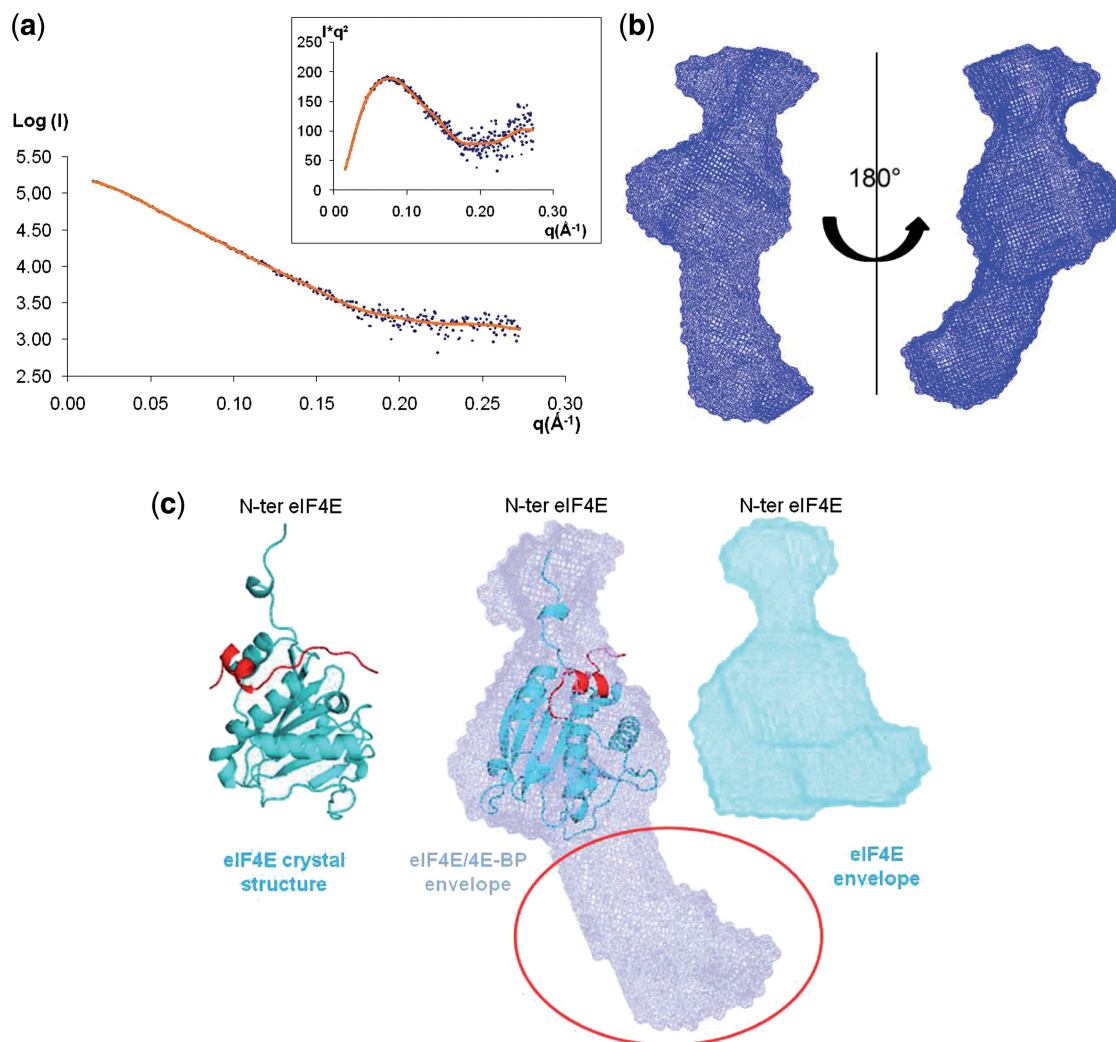 (a)
I*q²
250
200
150
100
50
0
0.00 0.10 0.20 0.30
q(Å⁻¹)
Log (I)
5.50
5,00
4.50
4.00
3.50
3.00
2.50
0.00 0.05 0.10 0.15 0.20 0.25 0.30
q(Å⁻¹)
(b)
180°
(c)
N-ter eIF4E
N-ter eIF4E
N-ter eIF4E
eIF4E crystal
structure
eIF4E/4E-BP
envelope
eIF4E
envelope